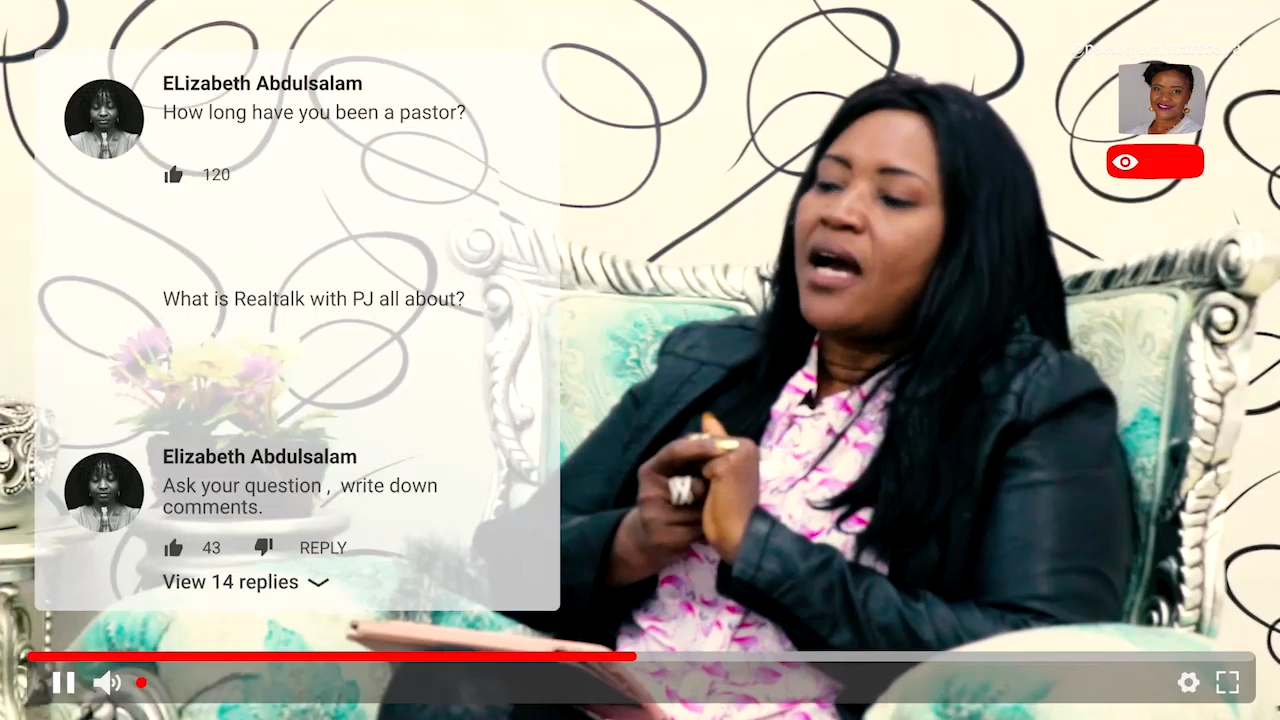 ELizabeth Abdulsalam
How long have you been a pastor?
120
What is Realtalk with PJ all about?
Elizabeth Abdulsalam
Ask your question , write down
comments.
43 REPLY
View 14 replies